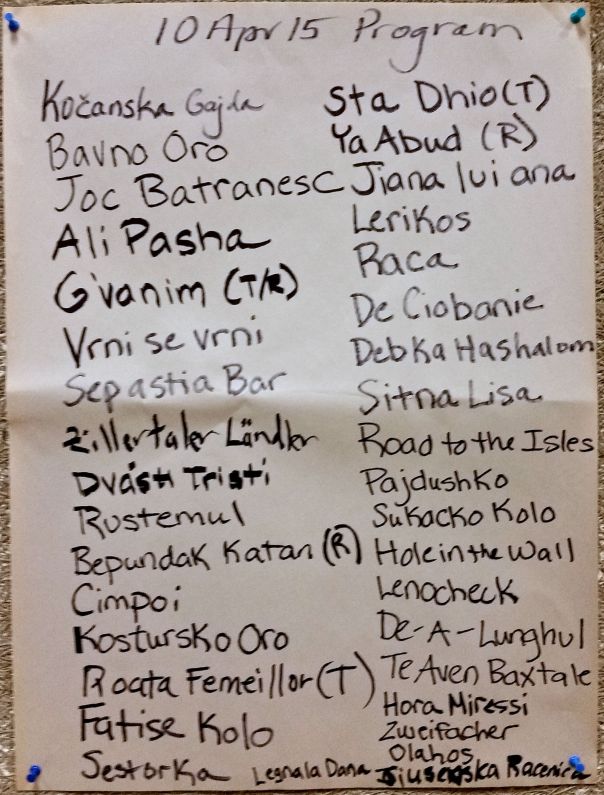 10 Apr 15 Program
Kočanska Gajda
Bavno Oro
Joc Batranesc
Ali Pasha
G'vanim (T/R)
Vrni se vrni
Sepastia Bar
Zillertaler Ländler
Dvásti Tristi
Rustemul
Bepundak Katan (R)
Cimpoi
Kostursko Oro
Roata Femeillor (T)
Fatise Kolo
Sestorka
Legnala Dana
Sta Dhio (T)
Ya Abud (R)
Jiana lui ana
Lerikos
Raca
De Ciobanie
Debka Hashalom
Sitna Lisa
Road to the Isles
Pajdushko
Sukacko Kolo
Hole in the Wall
Lenocheck
De-A-Lunghul
Te Aven Baxtale
Hora Miressi
Zweifacher
Olahos
Racenica